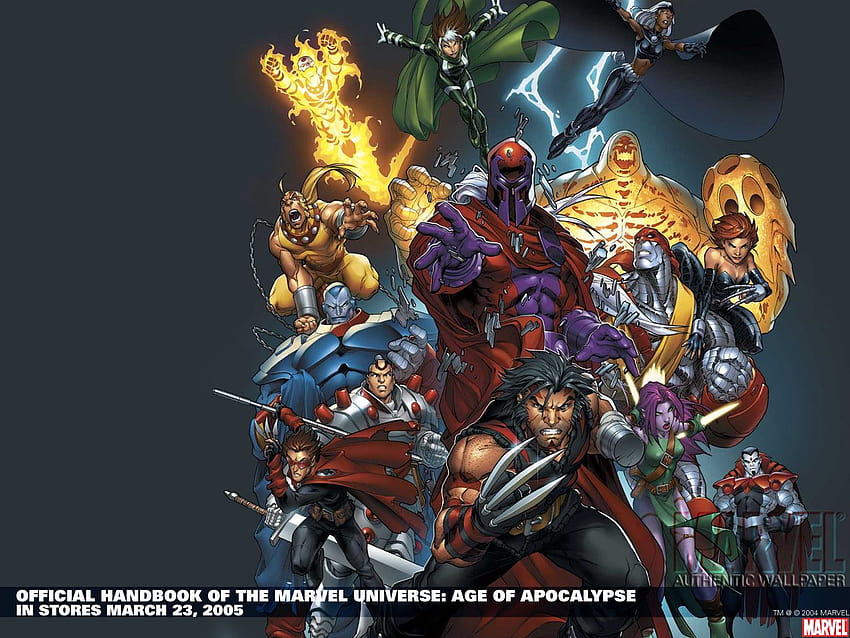 MARVEL
AUTHENTIC WALLPAPER
OFFICIAL HANDBOOK OF THE MARVEL UNIVERSE: AGE OF APOCALYPSE
IN STORES MARCH 23, 2005
TM & © 2004 MARVEL
MARVEL